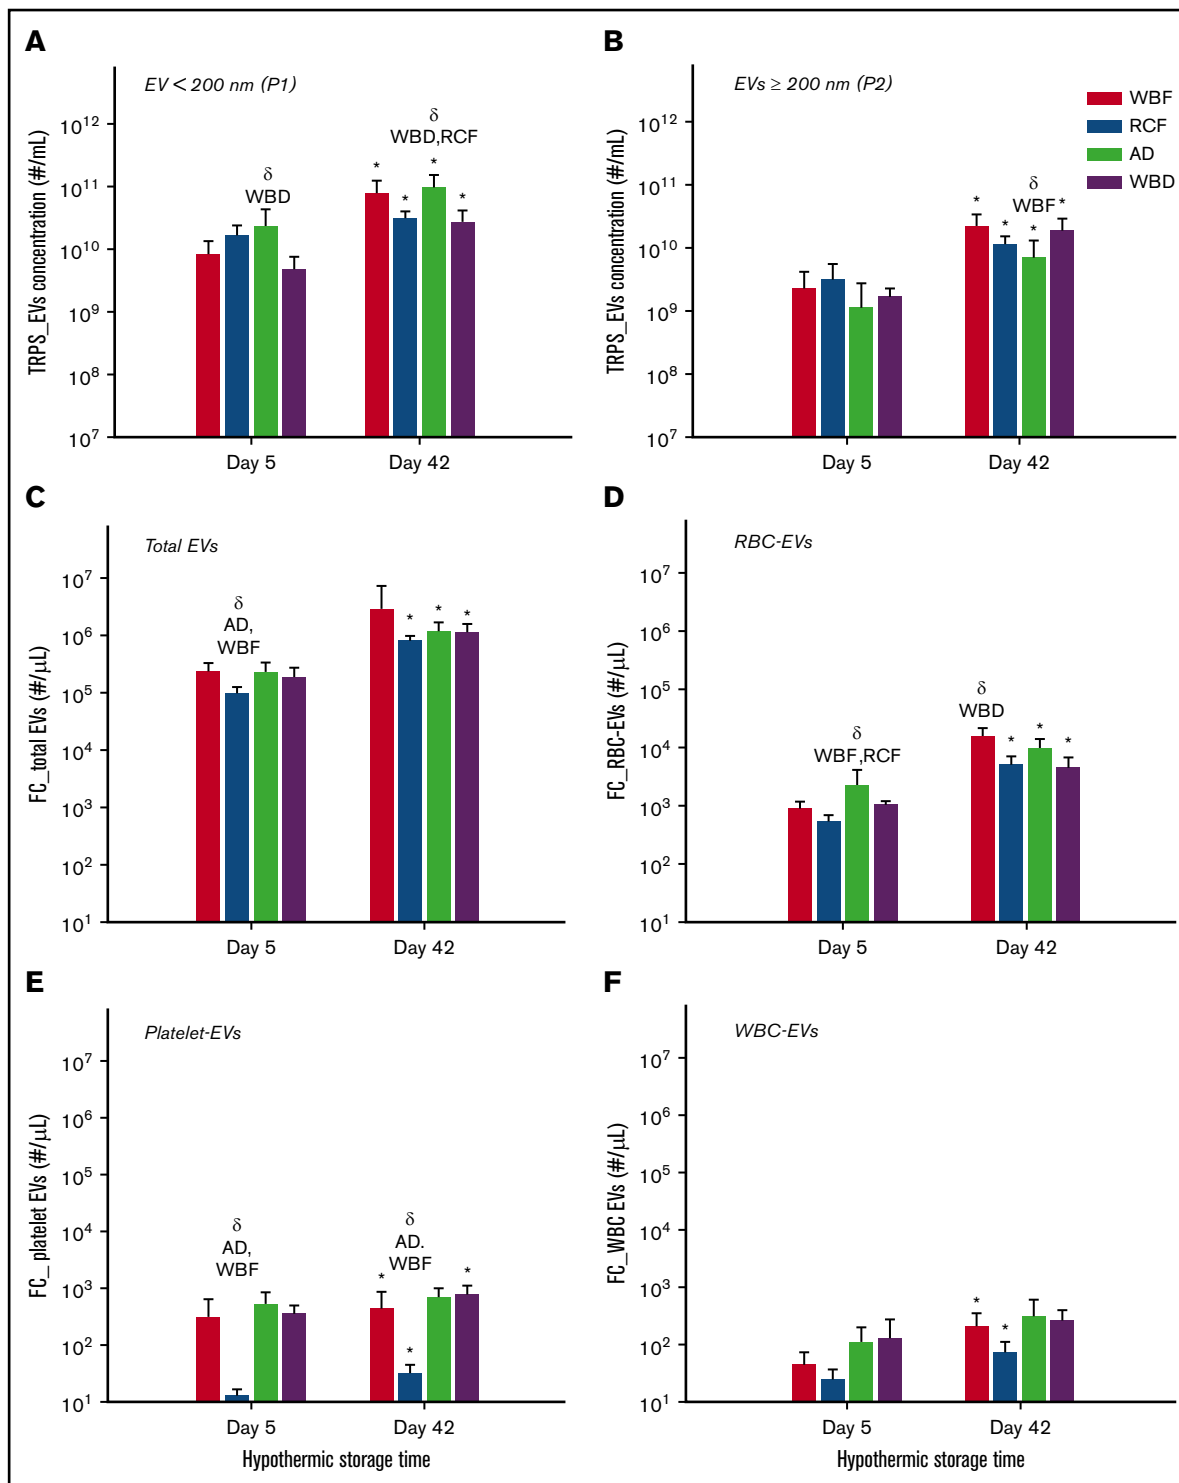 A
EV < 200 nm (P1)
TRPS_EVs concentration (#/mL)
10¹²
10¹¹
10¹⁰
10⁹
10⁸
10⁷
δ
WBD
δ
WBD,RCF
* * * *
Day 5 Day 42
B
EVs ≥ 200 nm (P2)
WBF
RCF
AD
WBD
TRPS_EVs concentration (#/mL)
10¹²
10¹¹
10¹⁰
10⁹
10⁸
10⁷
δ
WBF
* * * *
Day 5 Day 42
C
Total EVs
FC_total EVs (#/μL)
10⁷
10⁶
10⁵
10⁴
10³
10²
10¹
δ
AD,
WBF
* * *
Day 5 Day 42
D
RBC-EVs
FC_RBC-EVs (#/μL)
10⁷
10⁶
10⁵
10⁴
10³
10²
10¹
δ
WBF,RCF
δ
WBD
* * *
Day 5 Day 42
E
Platelet-EVs
FC_platelet EVs (#/μL)
10⁷
10⁶
10⁵
10⁴
10³
10²
10¹
δ
AD,
WBF
δ
AD.
WBF
* * *
Day 5 Day 42
Hypothermic storage time
F
WBC-EVs
FC_WBC EVs (#/μL)
10⁷
10⁶
10⁵
10⁴
10³
10²
10¹
* *
Day 5 Day 42
Hypothermic storage time